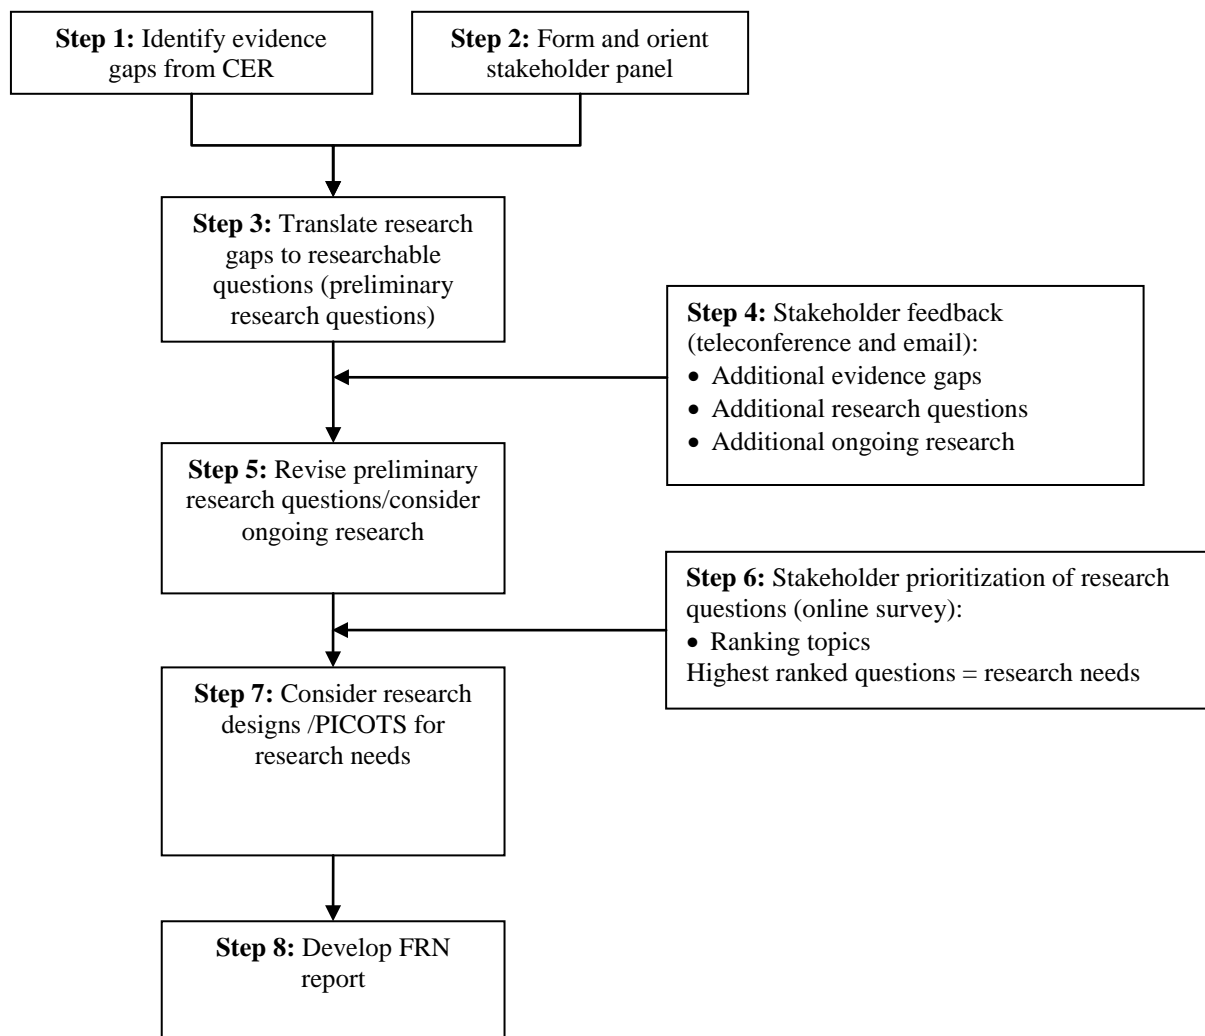 Step 1: Identify evidence
gaps from CER
Step 2: Form and orient
stakeholder panel
Step 3: Translate research
gaps to researchable
questions (preliminary
research questions)
Step 4: Stakeholder feedback
(teleconference and email):
• Additional evidence gaps
• Additional research questions
• Additional ongoing research
Step 5: Revise preliminary
research questions/consider
ongoing research
Step 6: Stakeholder prioritization of research
questions (online survey):
• Ranking topics
Highest ranked questions = research needs
Step 7: Consider research
designs /PICOTS for
research needs
Step 8: Develop FRN
report